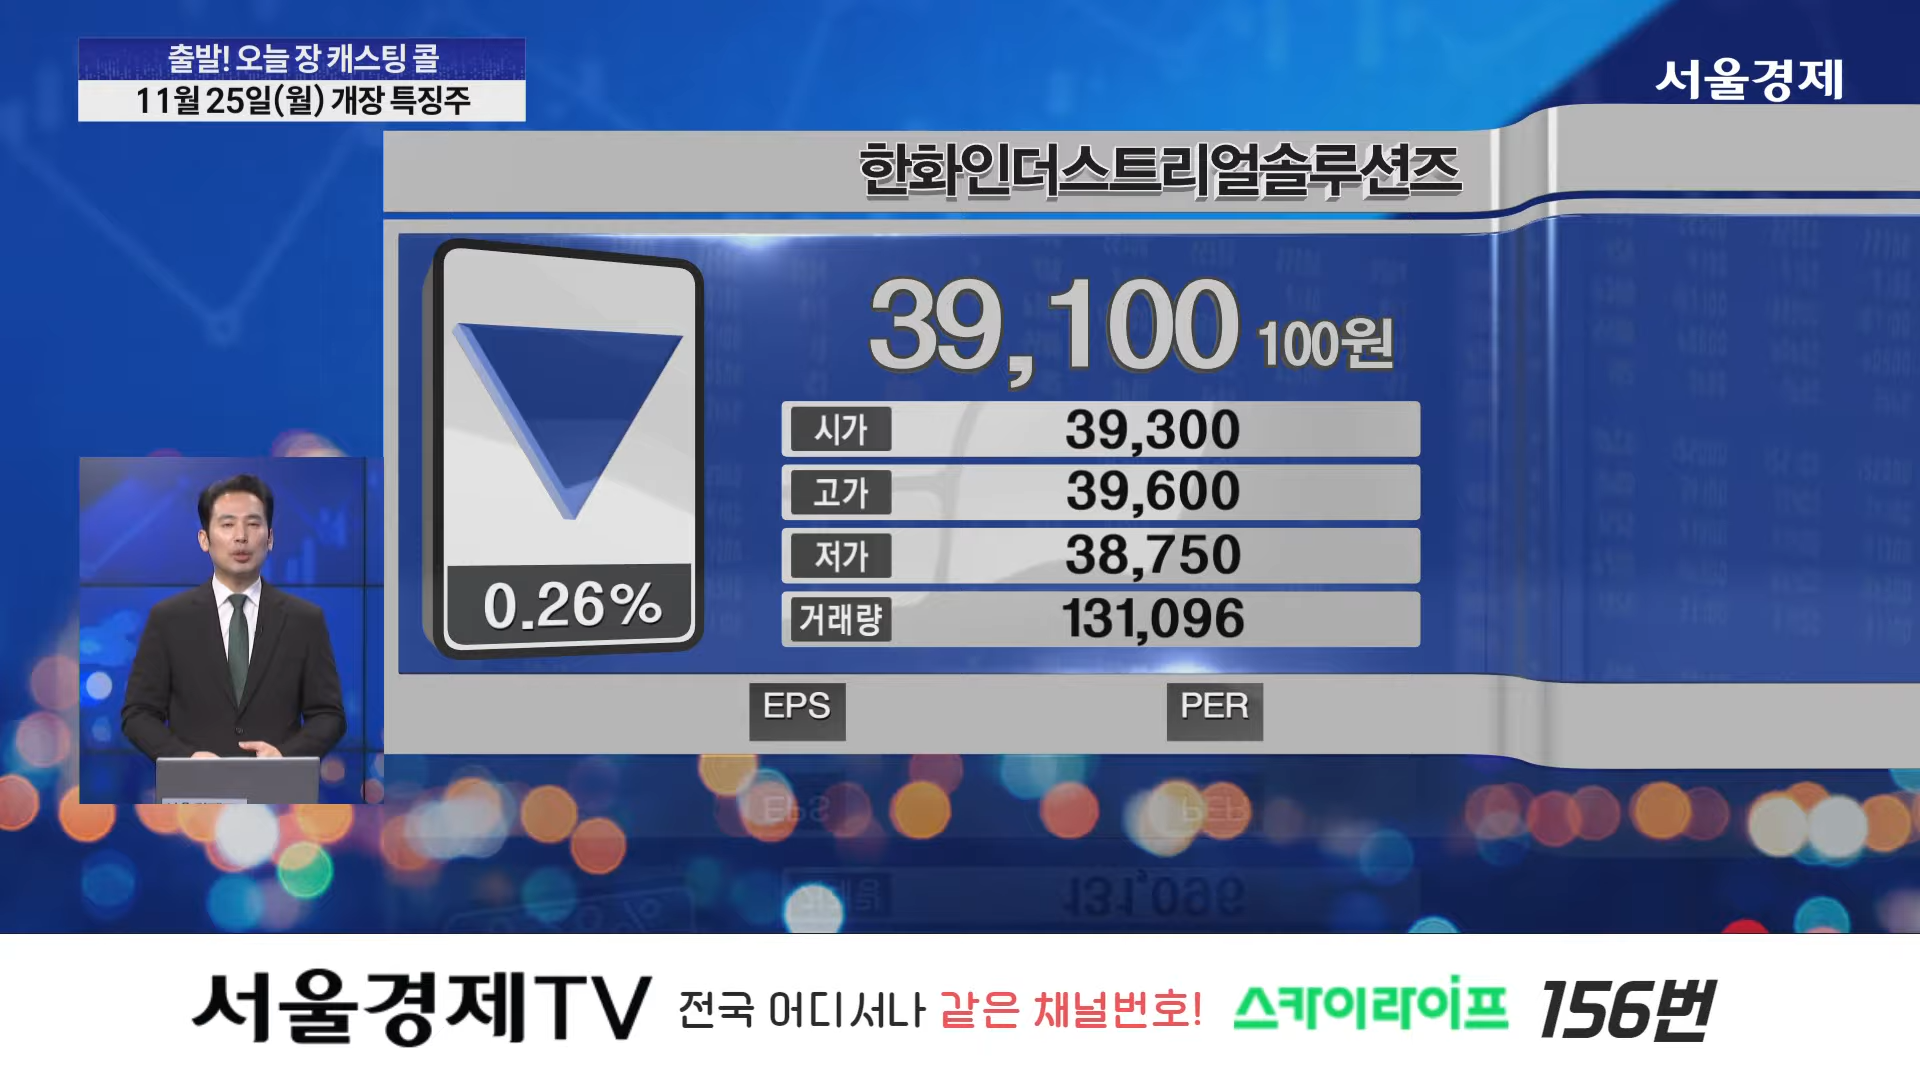 출발! 오늘 장 캐스팅 콜
11월 25일(월) 개장 특징주
서울경제
한화인더스트리얼솔루션즈
39,100 100원
0.26%
시가 39,300
고가 39,600
저가 38,750
거래량 131,096
EPS PER
서울경제TV 전국 어디서나 같은 채널번호! 스카이라이프 156번